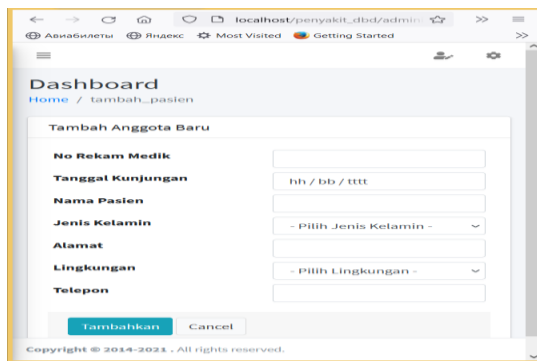 localhost/penyakit_dbd/admin
Авиабилеты Яндекс Most Visited Getting Started
Dashboard
Home / tambah_pasien
Tambah Anggota Baru
No Rekam Medik
Tanggal Kunjungan hh / bb / tttt
Nama Pasien
Jenis Kelamin - Pilih Jenis Kelamin -
Alamat
Lingkungan - Pilih Lingkungan -
Telepon
Tambahkan Cancel
Copyright © 2014-2021 . All rights reserved.